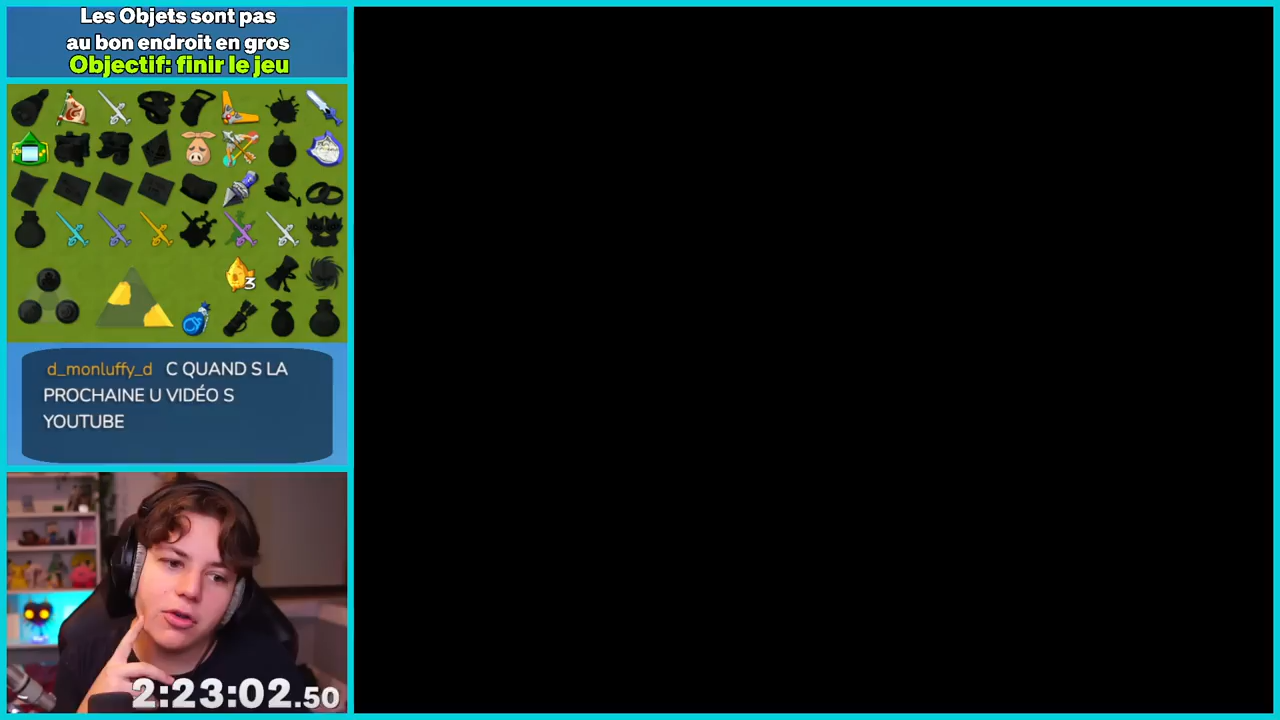 Les Objets sont pas
au bon endroit en gros
Objectif: finir le jeu
3
d_monluffy_d C QUAND S LA
PROCHAINE U VIDÉO S
YOUTUBE
2:23:02.50